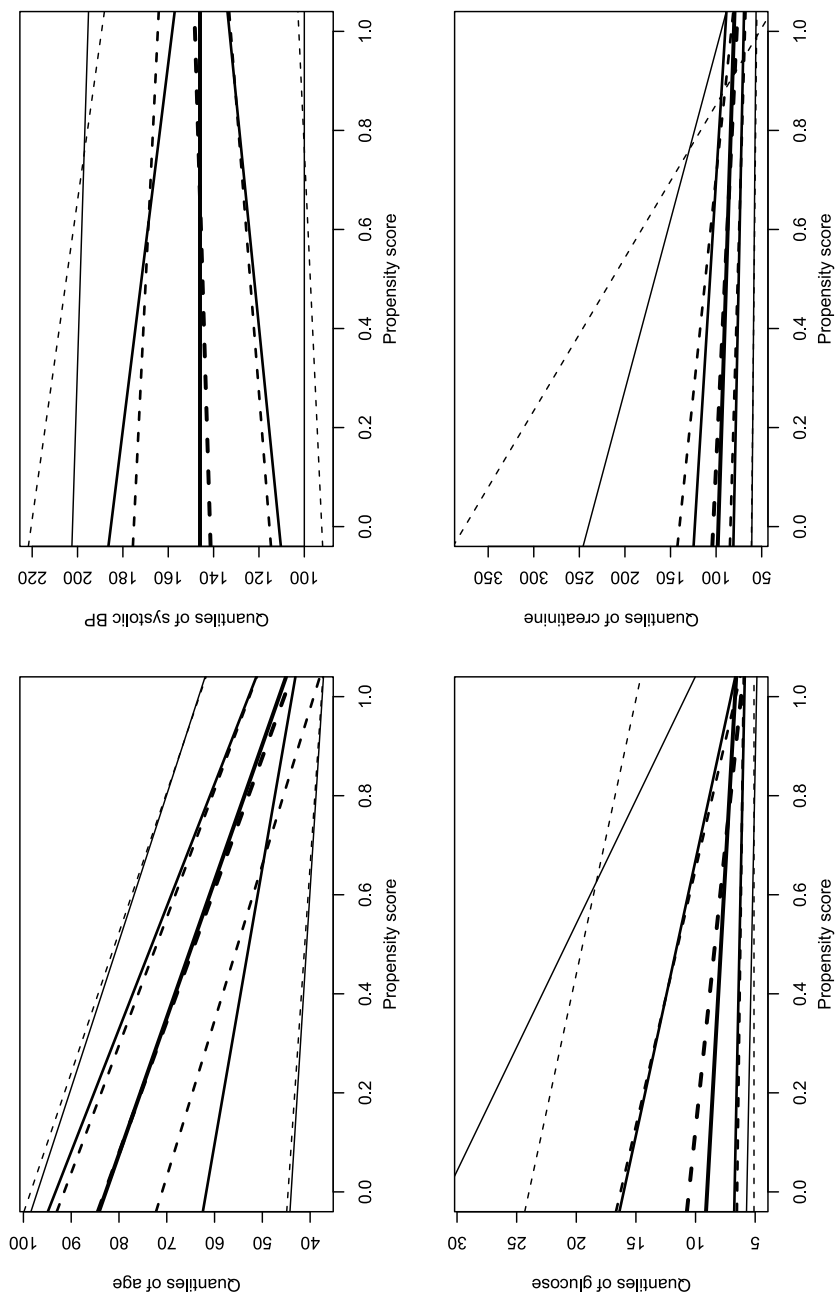 100 90 80 70 60 50 40
Quantiles of age
0.0 0.2 0.4 0.6 0.8 1.0
Propensity score
220 200 180 160 140 120 100
Quantiles of systolic BP
0.0 0.2 0.4 0.6 0.8 1.0
Propensity score
30 25 20 15 10 5
Quantiles of glucose
0.0 0.2 0.4 0.6 0.8 1.0
Propensity score
350 300 250 200 150 100 50
Quantiles of creatinine
0.0 0.2 0.4 0.6 0.8 1.0
Propensity score